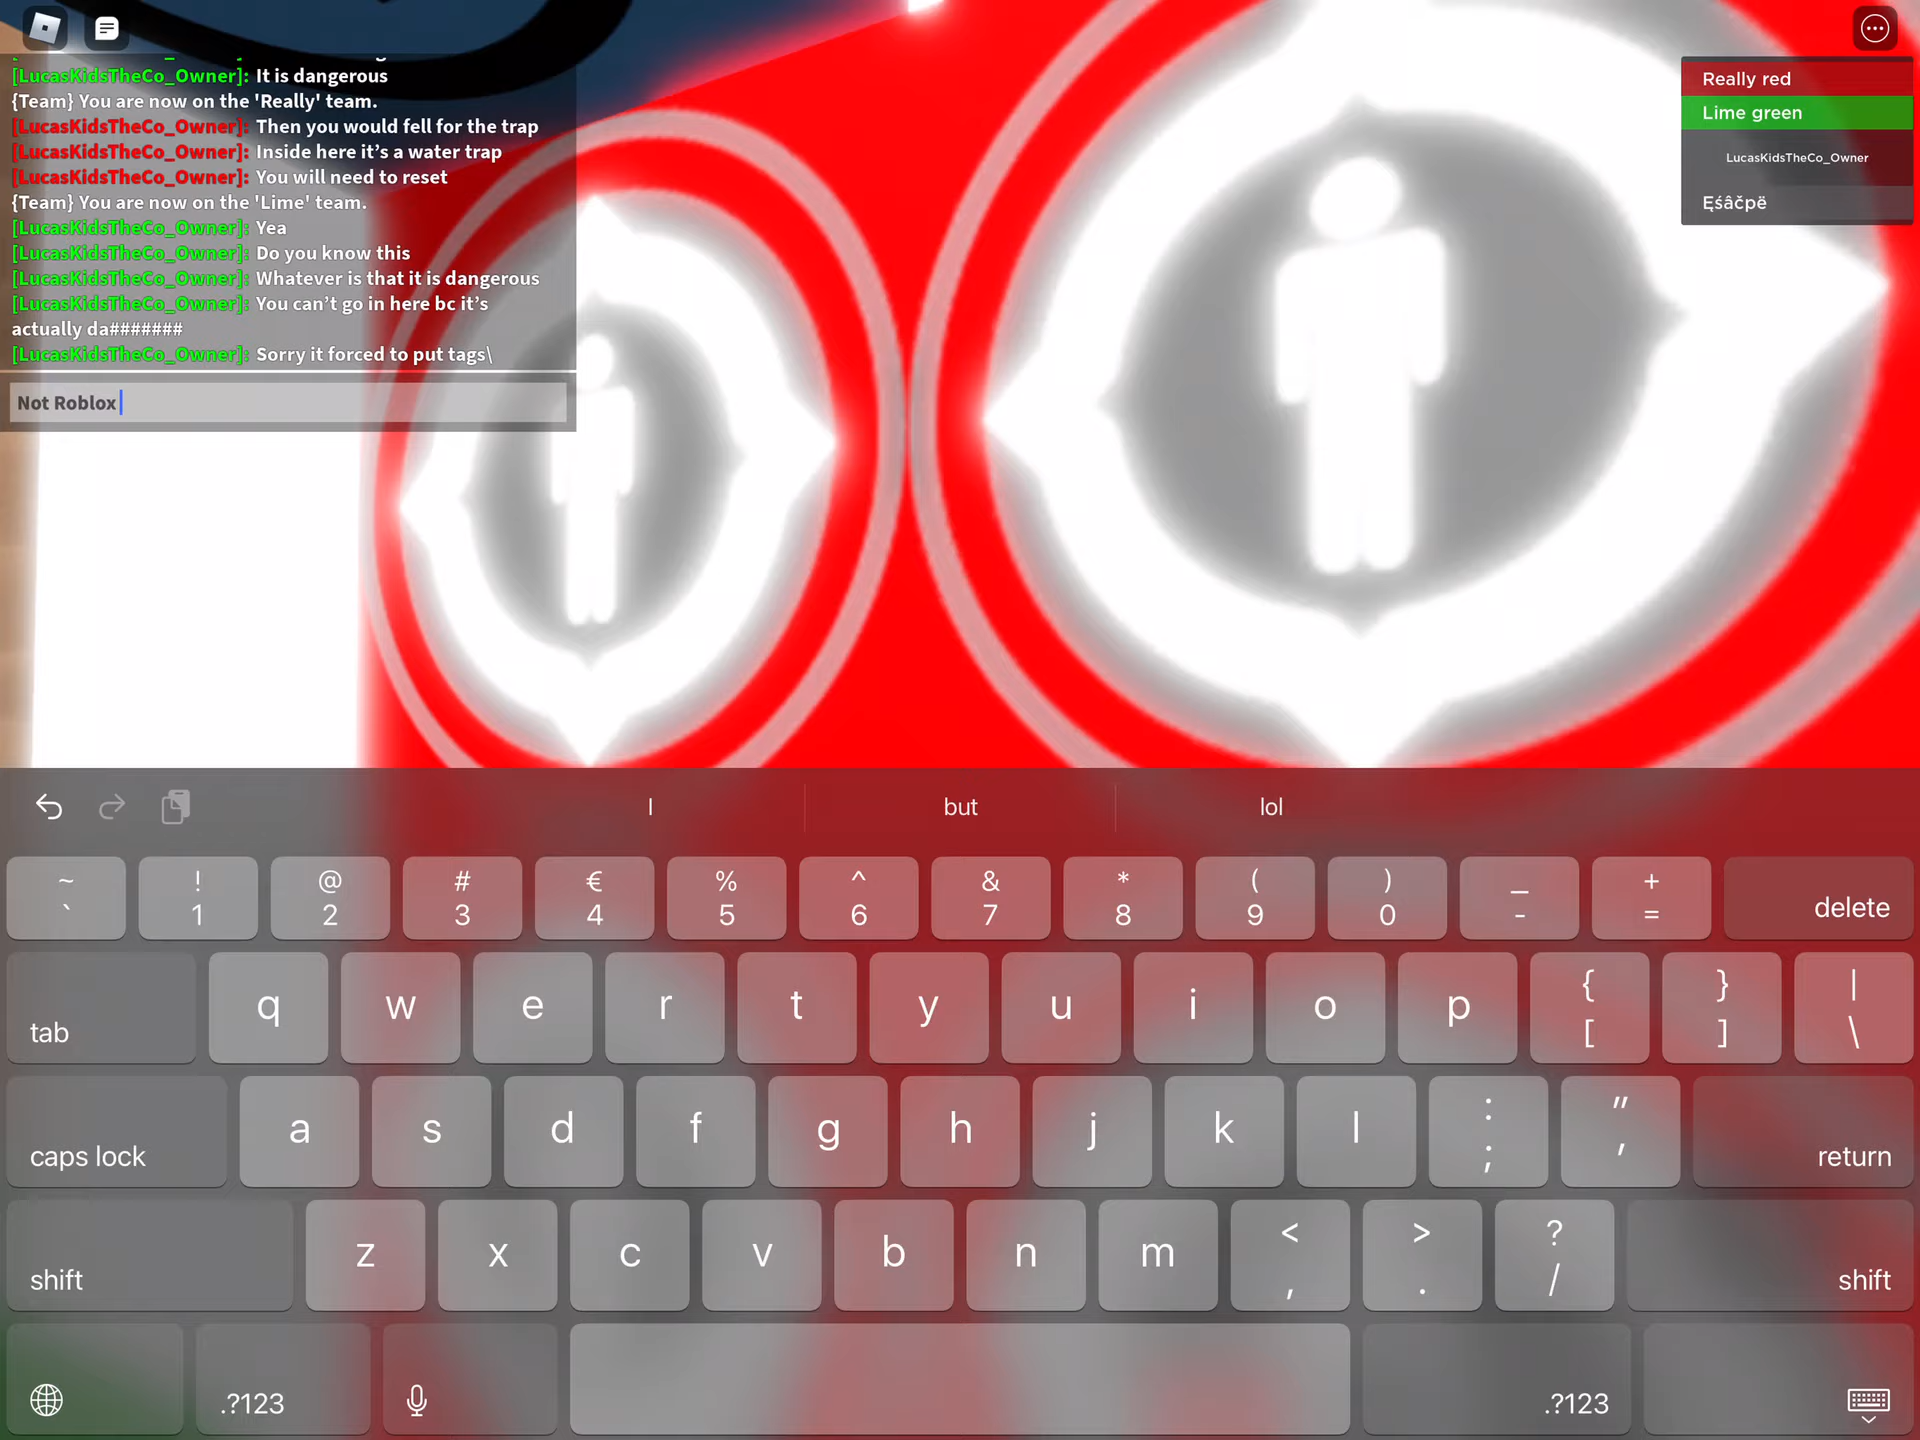 [LucasKidsTheCo_Owner]: It is dangerous
{Team} You are now on the 'Really' team.
[LucasKidsTheCo_Owner]: Then you would fell for the trap
[LucasKidsTheCo_Owner]: Inside here it’s a water trap
[LucasKidsTheCo_Owner]: You will need to reset
{Team} You are now on the 'Lime' team.
[LucasKidsTheCo_Owner]: Yea
[LucasKidsTheCo_Owner]: Do you know this
[LucasKidsTheCo_Owner]: Whatever is that it is dangerous
[LucasKidsTheCo_Owner]: You can’t go in here bc it’s
actually da#######
[LucasKidsTheCo_Owner]: Sorry it forced to put tags\
Not Roblox
Really red
Lime green
LucasKidsTheCo_Owner
Ęśâčpë
I but lol
~ ! @ # € % ^ & * ( ) _ +
` 1 2 3 4 5 6 7 8 9 0 - = delete
tab q w e r t y u i o p { [ } ] | \
caps lock a s d f g h j k l : ; " ' return
shift z x c v b n m < , > . ? / shift
.?123 .?123